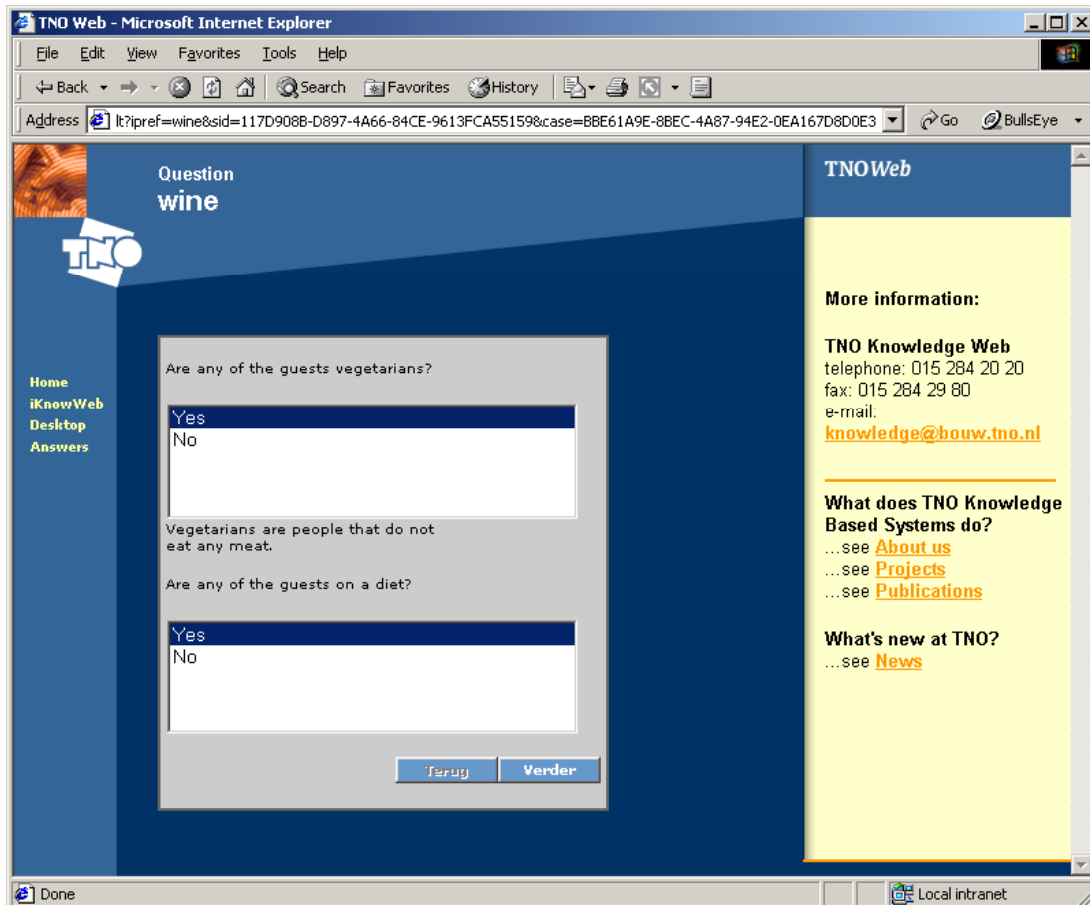 TNO Web - Microsoft Internet Explorer
File Edit View Favorites Tools Help
Back Search Favorites History
Address lt?ipref=wine&sid=117D908B-D897-4A66-84CE-9613FCA55159&case=BBE61A9E-8BEC-4A87-94E2-0EA167D8D0E3 Go BullsEye
Question
wine
TNO
Home
iKnowWeb
Desktop
Answers
Are any of the guests vegetarians?
Yes
No
Vegetarians are people that do not
eat any meat.
Are any of the guests on a diet?
Yes
No
Terug Verder
TNOWeb
More information:
TNO Knowledge Web
telephone: 015 284 20 20
fax: 015 284 29 80
e-mail:
knowledge@bouw.tno.nl
What does TNO Knowledge
Based Systems do?
...see About us
...see Projects
...see Publications
What's new at TNO?
...see News
Done Local intranet